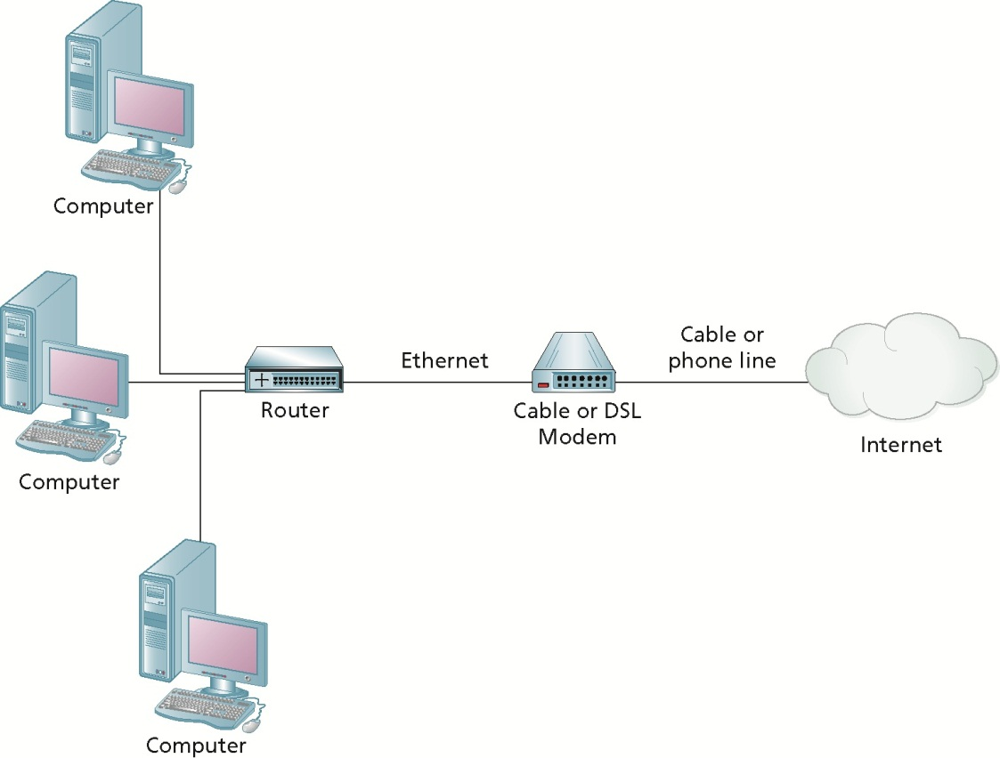 Computer
Computer
Computer
Router
Ethernet
Cable or DSL
Modem
Cable or
phone line
Internet